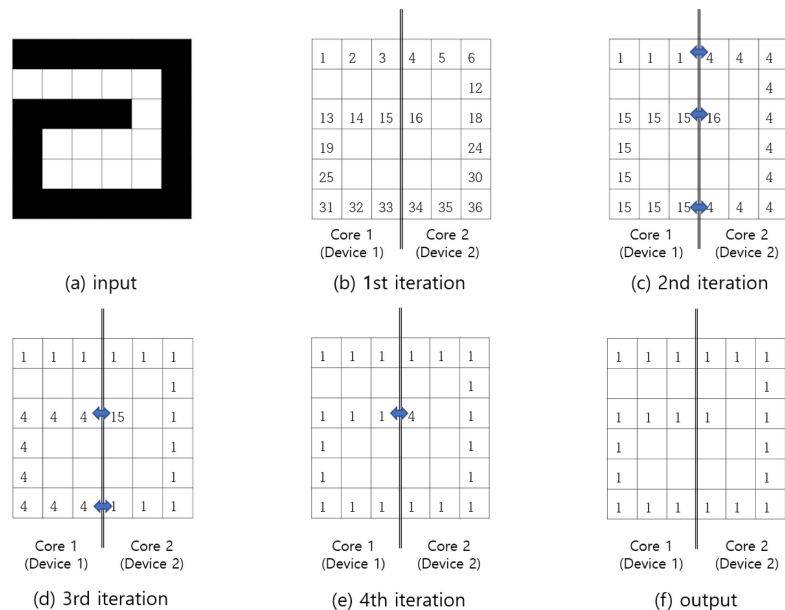 1 2 3 4 5 6
12
13 14 15 16 18
19 24
25 30
31 32 33 34 35 36
Core 1 Core 2
(Device 1) (Device 2)
1 1 1 4 4 4
4
15 15 15 16 4
15 4
15 4
15 15 15 4 4 4
Core 1 Core 2
(Device 1) (Device 2)
(a) input
(b) 1st iteration
(c) 2nd iteration
1 1 1 1 1 1
1
4 4 4 15 1
4 1
4 1
4 4 4 1 1 1
Core 1 Core 2
(Device 1) (Device 2)
1 1 1 1 1 1
1
1 1 1 4 1
1 1
1 1
1 1 1 1 1 1
Core 1 Core 2
(Device 1) (Device 2)
1 1 1 1 1 1
1
1 1 1 1 1
1 1
1 1
1 1 1 1 1 1
Core 1 Core 2
(Device 1) (Device 2)
(d) 3rd iteration
(e) 4th iteration
(f) output